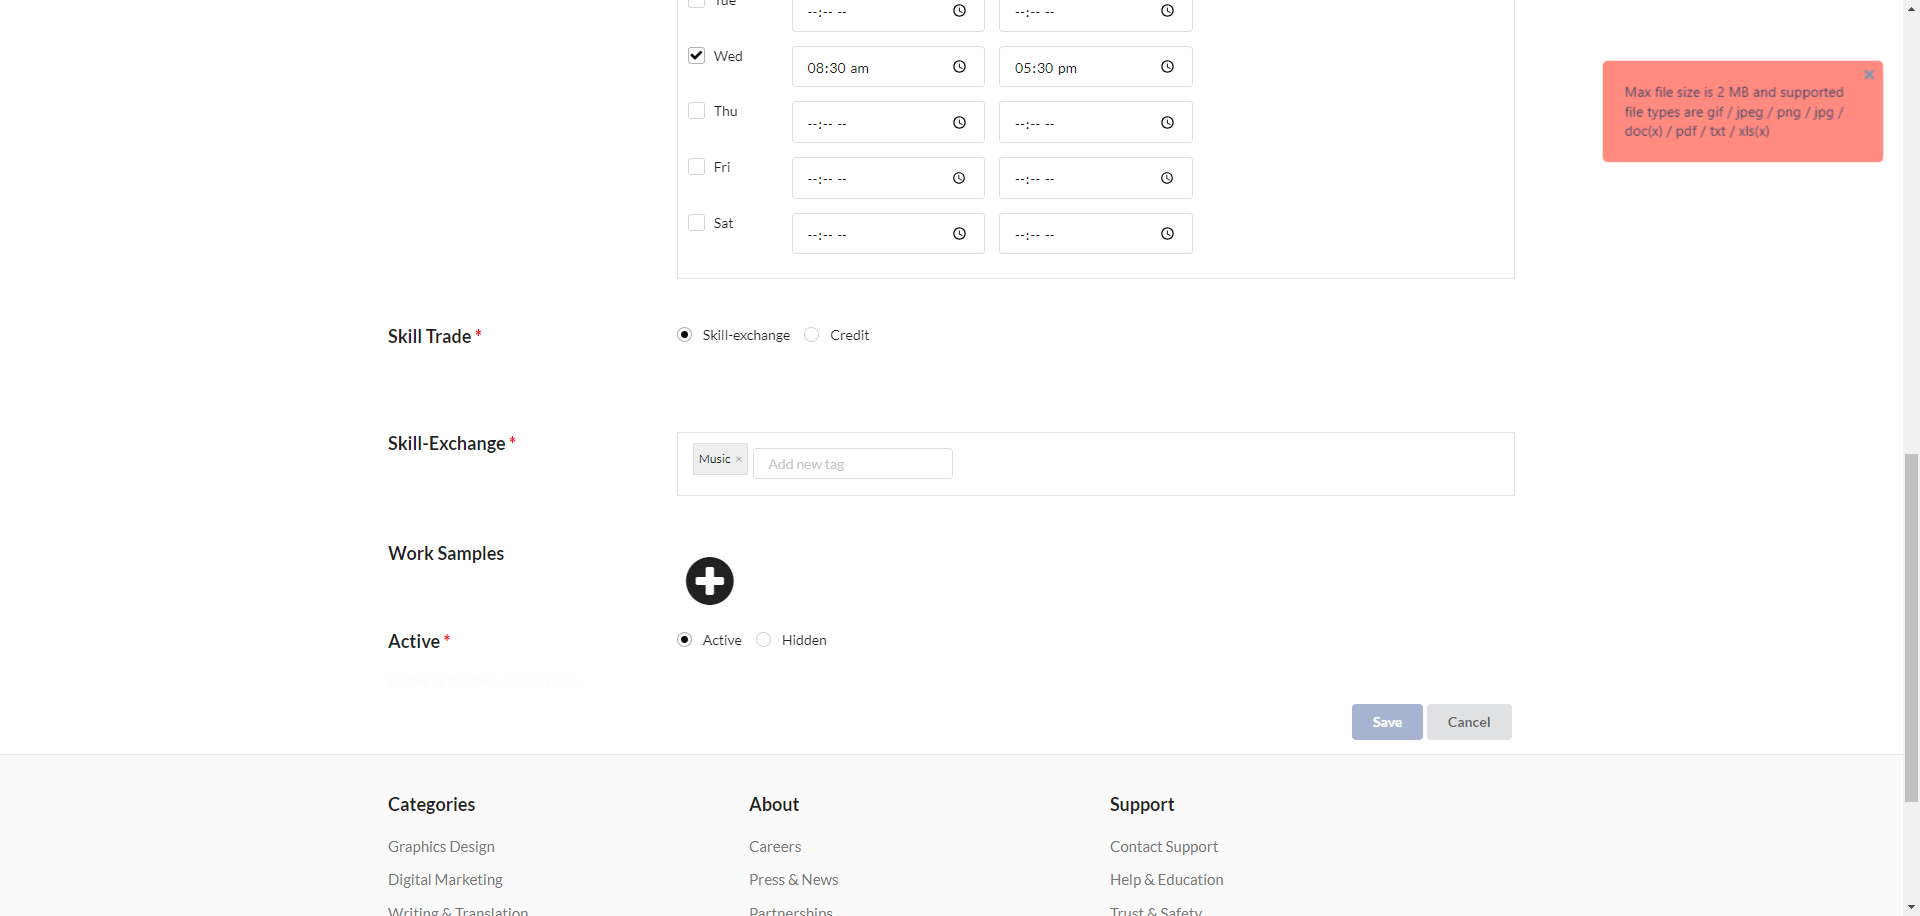 Tue --:-- -- --:-- --
Wed 08:30 am 05:30 pm
Thu --:-- -- --:-- --
Fri --:-- -- --:-- --
Sat --:-- -- --:-- --
Max file size is 2 MB and supported
file types are gif / jpeg / png / jpg /
doc(x) / pdf / txt / xls(x)
Skill Trade *
Skill-exchange Credit
Skill-Exchange *
Music × Add new tag
Work Samples
Active *
Active Hidden
Save Cancel
Categories
Graphics Design
Digital Marketing
Writing & Translation
About
Careers
Press & News
Partnerships
Support
Contact Support
Help & Education
Trust & Safety